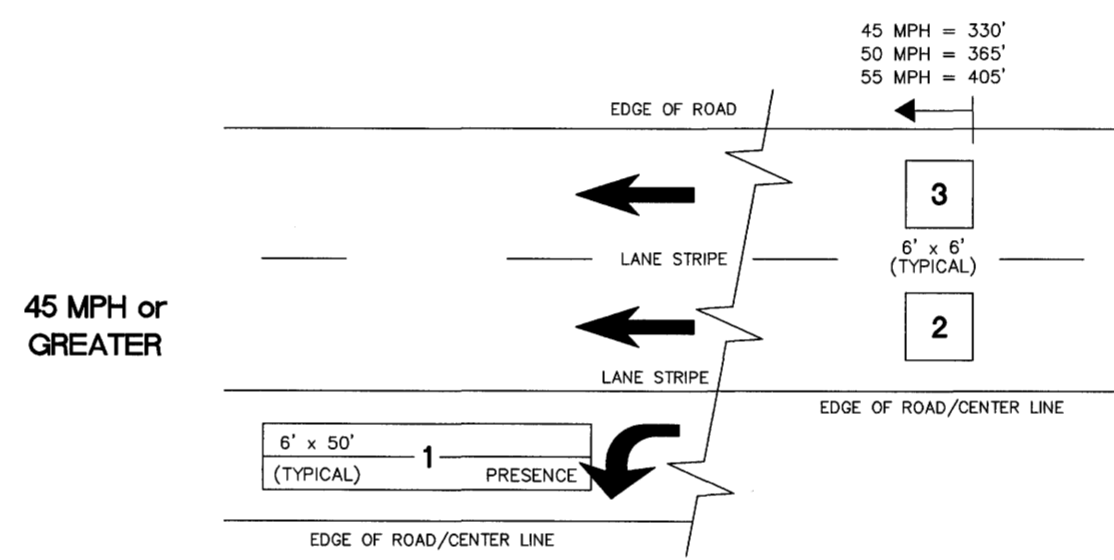 45 MPH = 330'
50 MPH = 365'
55 MPH = 405'
EDGE OF ROAD
3
LANE STRIPE
6' x 6'
(TYPICAL)
45 MPH or
GREATER
2
LANE STRIPE
EDGE OF ROAD/CENTER LINE
6' x 50'
1
(TYPICAL)
PRESENCE
EDGE OF ROAD/CENTER LINE